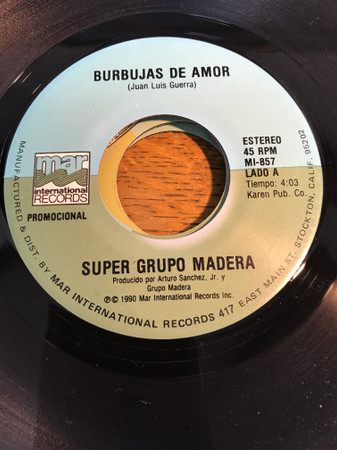 BURBUJAS DE AMOR
(Juan Luis Guerra)
mar
international
RECORDS
PROMOCIONAL
ESTEREO
45 RPM
MI-857
LADO A
Tiempo: 4:03
Karen Pub. Co.
SUPER GRUPO MADERA
Producido por Arturo Sanchez, Jr. y
Grupo Madera
℗© 1990 Mar International Records Inc.
MANUFACTURED & DIST. BY MAR INTERNATIONAL RECORDS 417 EAST MAIN ST. STOCKTON, CALIF. 95202